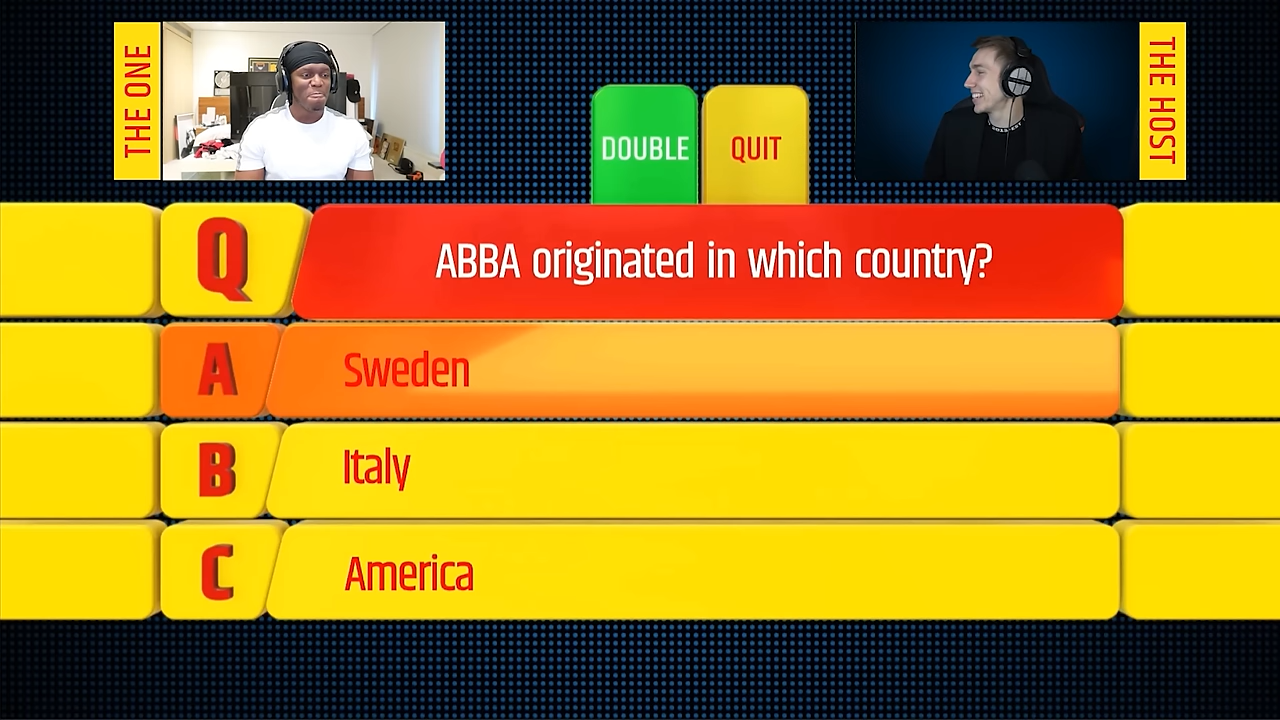 THE ONE
THE HOST
DOUBLE
QUIT
Q
ABBA originated in which country?
A
Sweden
B
Italy
C
America